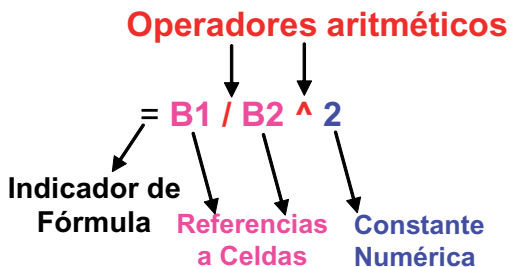 Operadores aritméticos
= B1 / B2 ^ 2
Indicador de
Fórmula
Referencias
a Celdas
Constante
Numérica